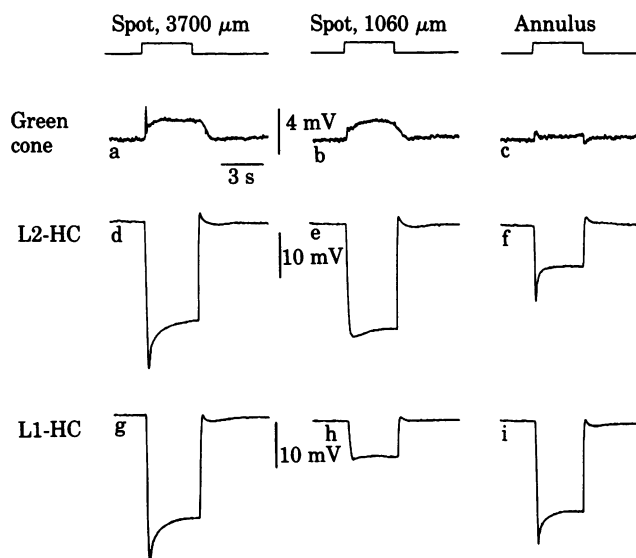 Spot, 3700 µm Spot, 1060 µm Annulus
Green cone
a
4 mV
3 s
b
c
L2-HC
d
10 mV
e
f
L1-HC
g
10 mV
h
i